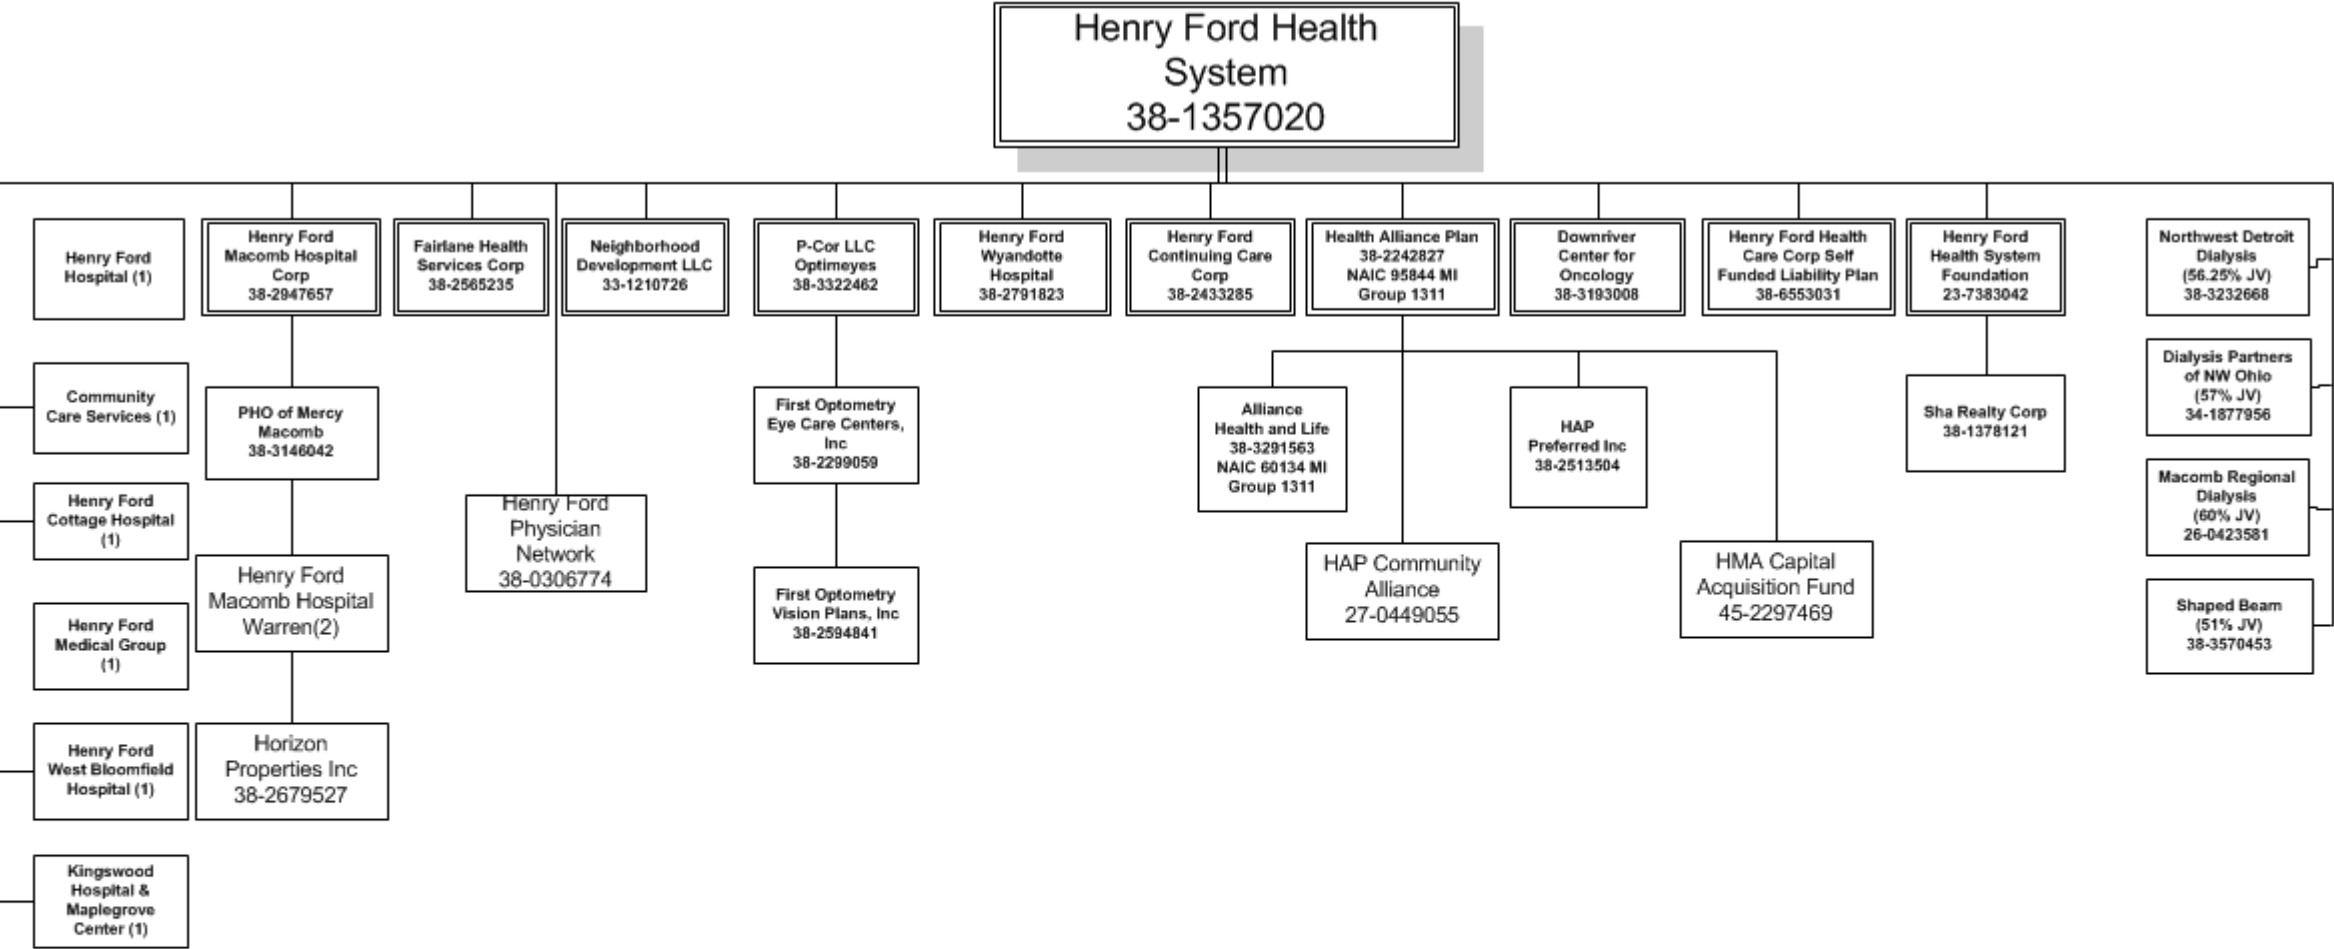 Henry Ford Health
System
38-1357020
Henry Ford
Hospital (1)
Henry Ford
Macomb Hospital
Corp
38-2947657
Fairlane Health
Services Corp
38-2565235
Neighborhood
Development LLC
33-1210726
P-Cor LLC
Optimeyes
38-3322462
Henry Ford
Wyandotte
Hospital
38-2791823
Henry Ford
Continuing Care
Corp
38-2433285
Health Alliance Plan
38-2242827
NAIC 95844 MI
Group 1311
Downriver
Center for
Oncology
38-3193008
Henry Ford Health
Care Corp Self
Funded Liability Plan
38-6553031
Henry Ford
Health System
Foundation
23-7383042
Northwest Detroit
Dialysis
(56.25% JV)
38-3232668
Community
Care Services (1)
PHO of Mercy
Macomb
38-3146042
First Optometry
Eye Care Centers,
Inc
38-2299059
Alliance
Health and Life
38-3291563
NAIC 60134 MI
Group 1311
HAP
Preferred Inc
38-2513504
Sha Realty Corp
38-1378121
Dialysis Partners
of NW Ohio
(57% JV)
34-1877956
Henry Ford
Cottage Hospital
(1)
Henry Ford
Physician
Network
38-0306774
Macomb Regional
Dialysis
(60% JV)
26-0423581
Henry Ford
Macomb Hospital
Warren(2)
First Optometry
Vision Plans, Inc
38-2594841
HAP Community
Alliance
27-0449055
HMA Capital
Acquisition Fund
45-2297469
Shaped Beam
(51% JV)
38-3570453
Henry Ford
Medical Group
(1)
Henry Ford
West Bloomfield
Hospital (1)
Horizon
Properties Inc
38-2679527
Kingswood
Hospital &
Maplegrove
Center (1)